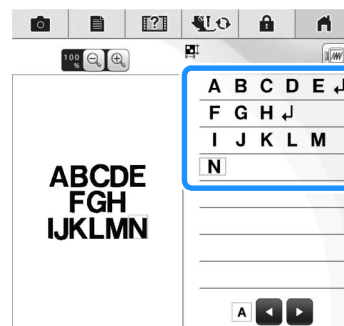 100 %
A B C D E ↲
F G H ↲
I J K L M
N
ABCDE
FGH
IJKLMN
A